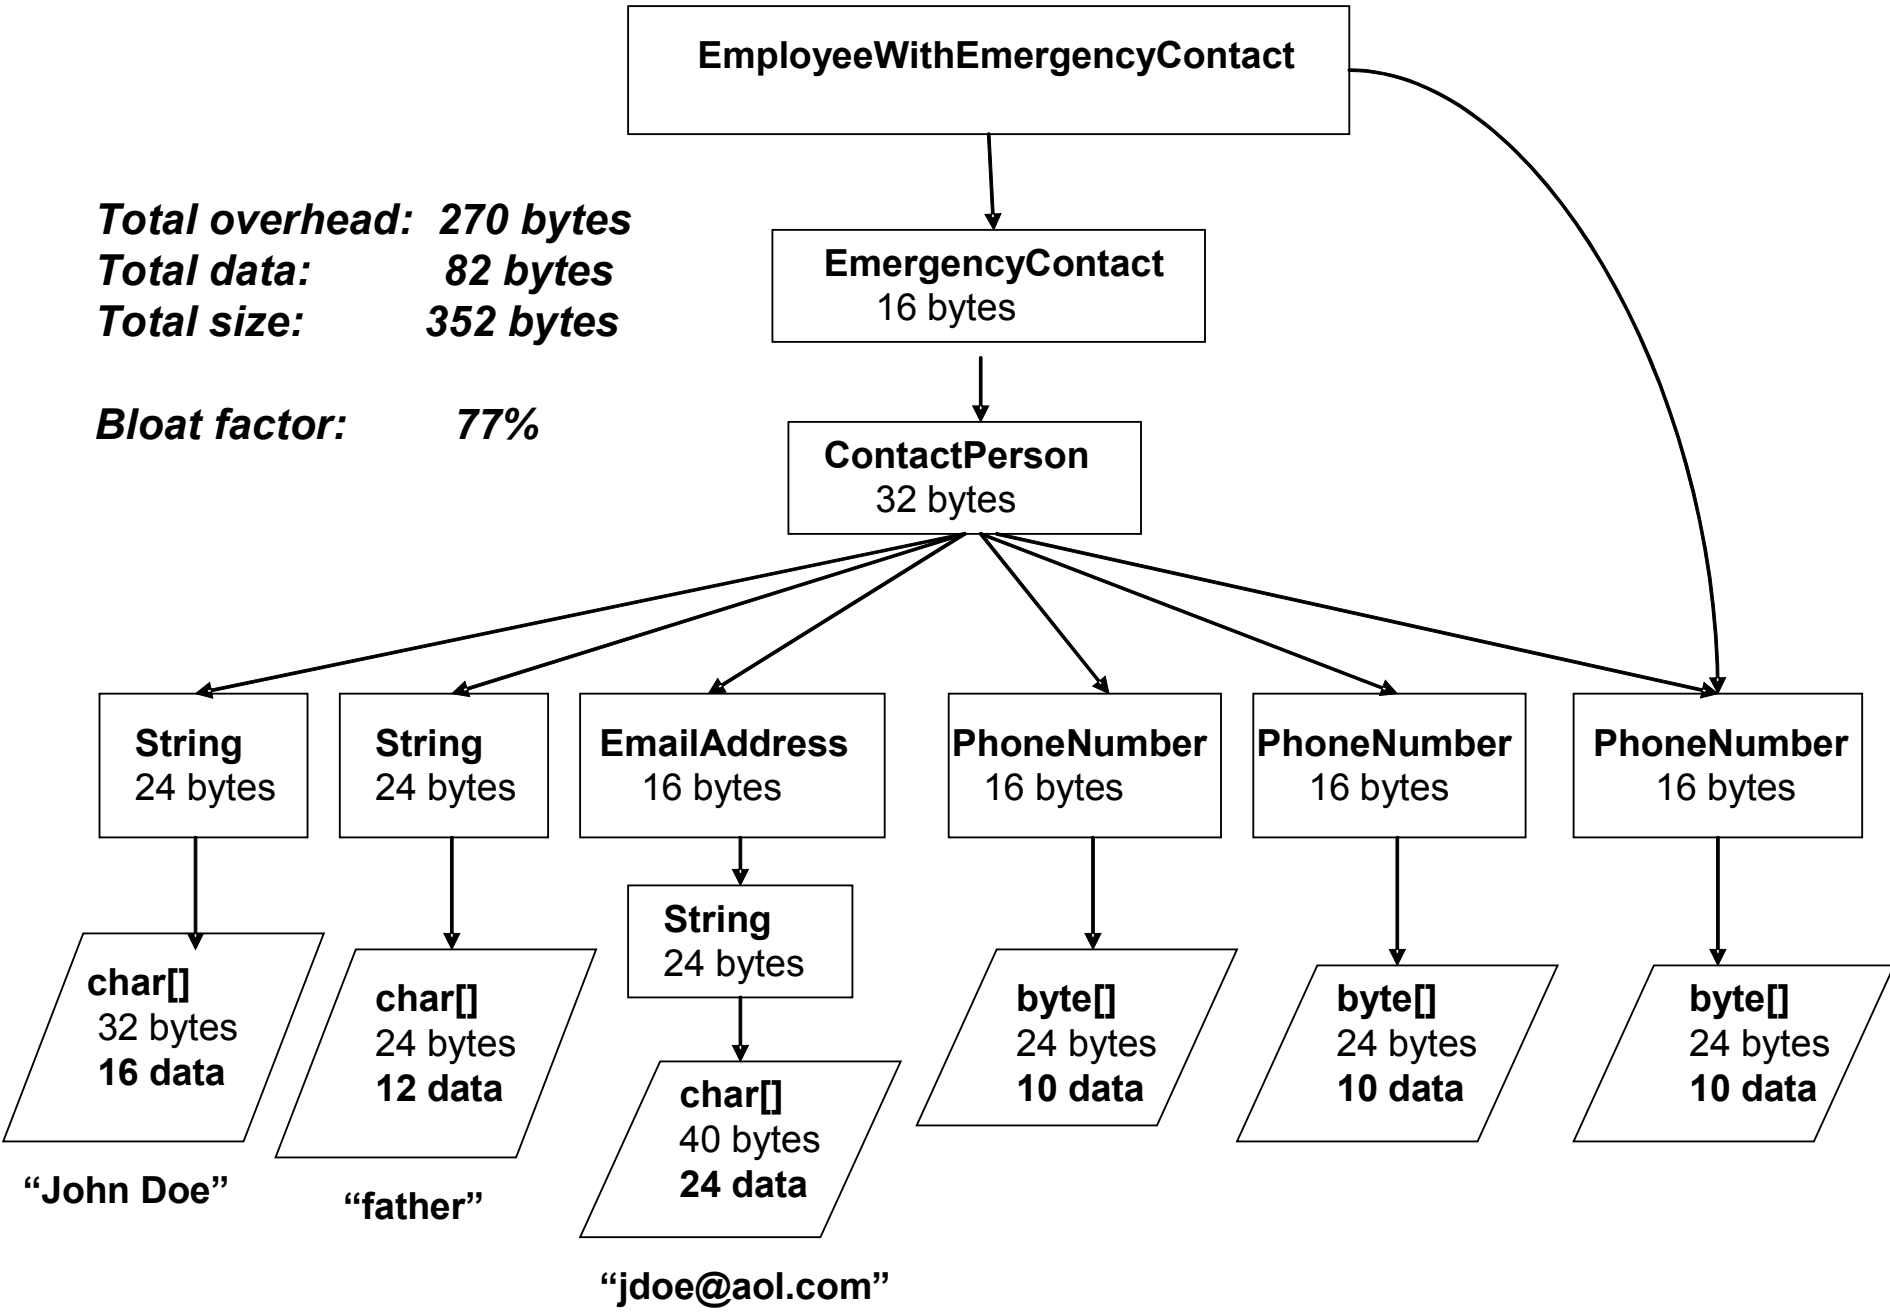 EmployeeWithEmergencyContact
Total overhead: 270 bytes
Total data: 82 bytes
Total size: 352 bytes
Bloat factor: 77%
EmergencyContact
16 bytes
ContactPerson
32 bytes
String
24 bytes
String
24 bytes
EmailAddress
16 bytes
PhoneNumber
16 bytes
PhoneNumber
16 bytes
PhoneNumber
16 bytes
char[]
32 bytes
16 data
“John Doe”
char[]
24 bytes
12 data
“father”
String
24 bytes
char[]
40 bytes
24 data
“jdoe@aol.com”
byte[]
24 bytes
10 data
byte[]
24 bytes
10 data
byte[]
24 bytes
10 data